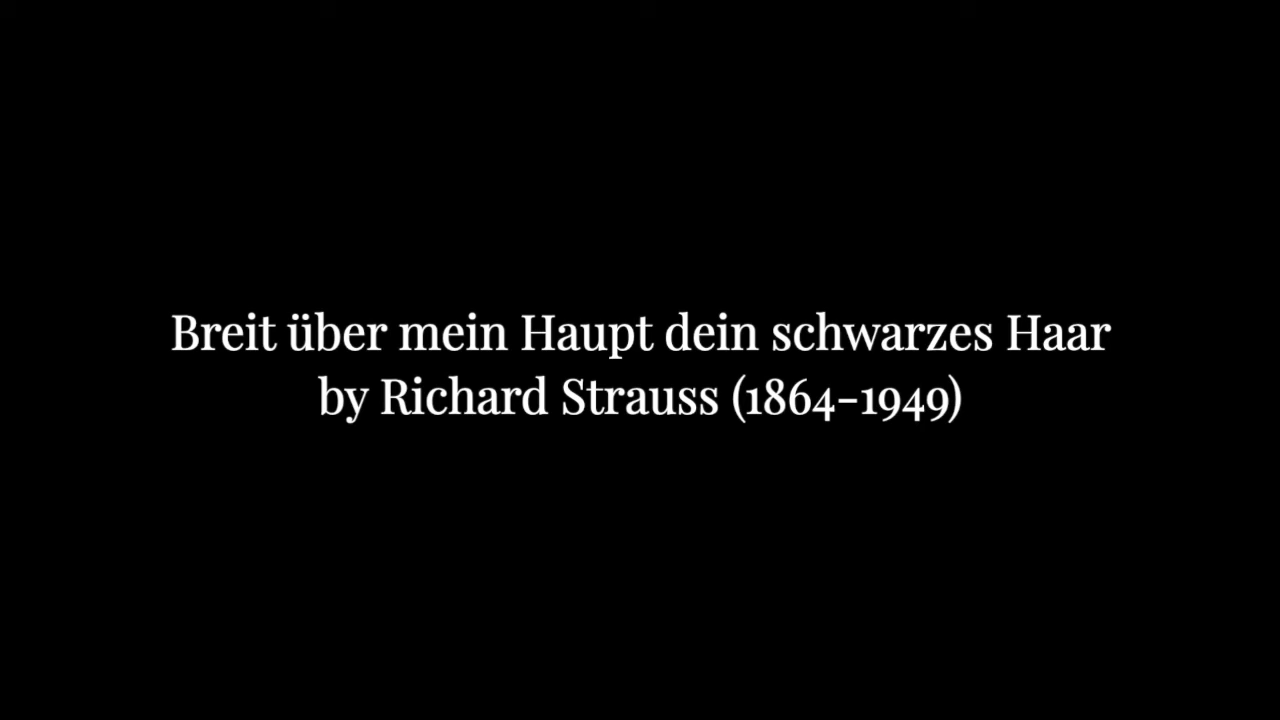 Breit über mein Haupt dein schwarzes Haar
by Richard Strauss (1864-1949)